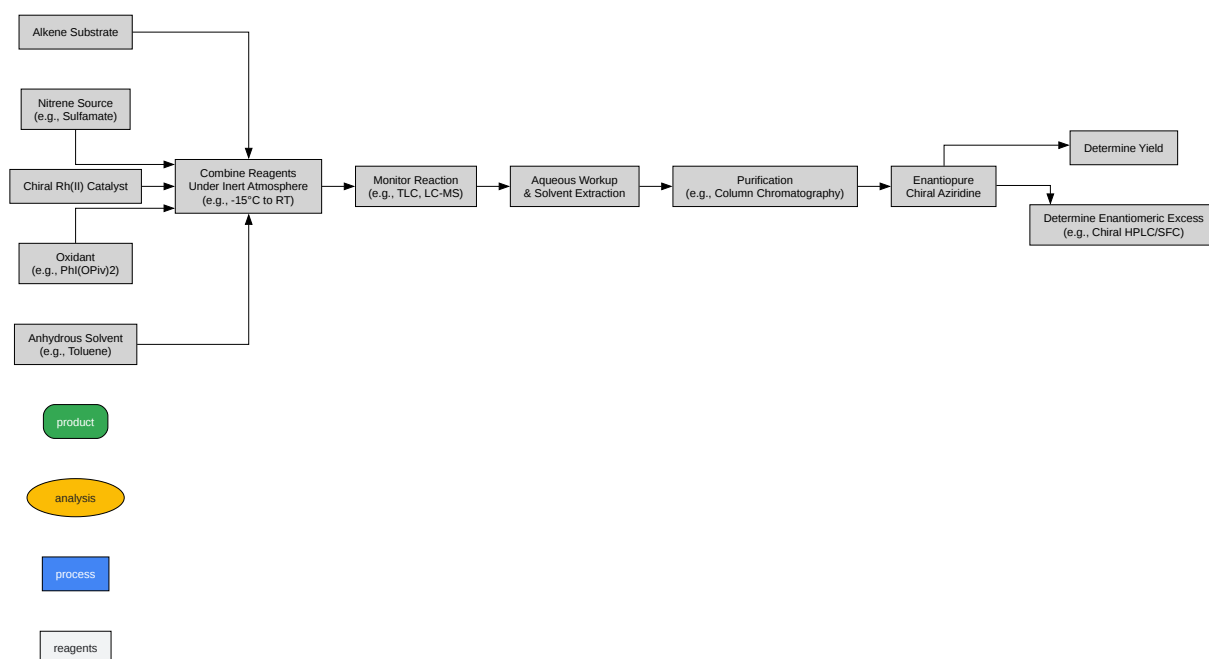 Alkene Substrate
Nitrene Source
(e.g., Sulfamate)
Chiral Rh(II) Catalyst
Oxidant
(e.g., PhI(OPiv)2)
Anhydrous Solvent
(e.g., Toluene)
Combine Reagents
Under Inert Atmosphere
(e.g., -15°C to RT)
Monitor Reaction
(e.g., TLC, LC-MS)
Aqueous Workup
& Solvent Extraction
Purification
(e.g., Column Chromatography)
Enantiopure
Chiral Aziridine
Determine Yield
Determine Enantiomeric Excess
(e.g., Chiral HPLC/SFC)
product
analysis
process
reagents